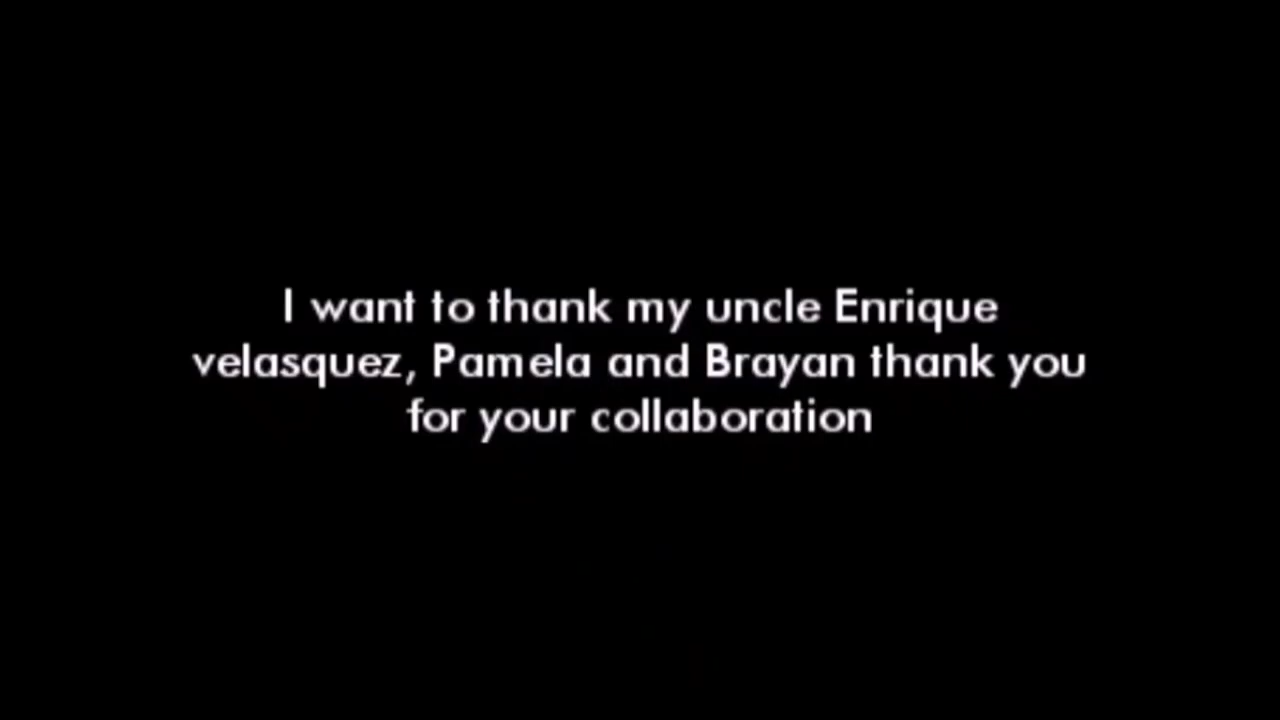 I want to thank my uncle Enrique
velasquez, Pamela and Brayan thank you
for your collaboration